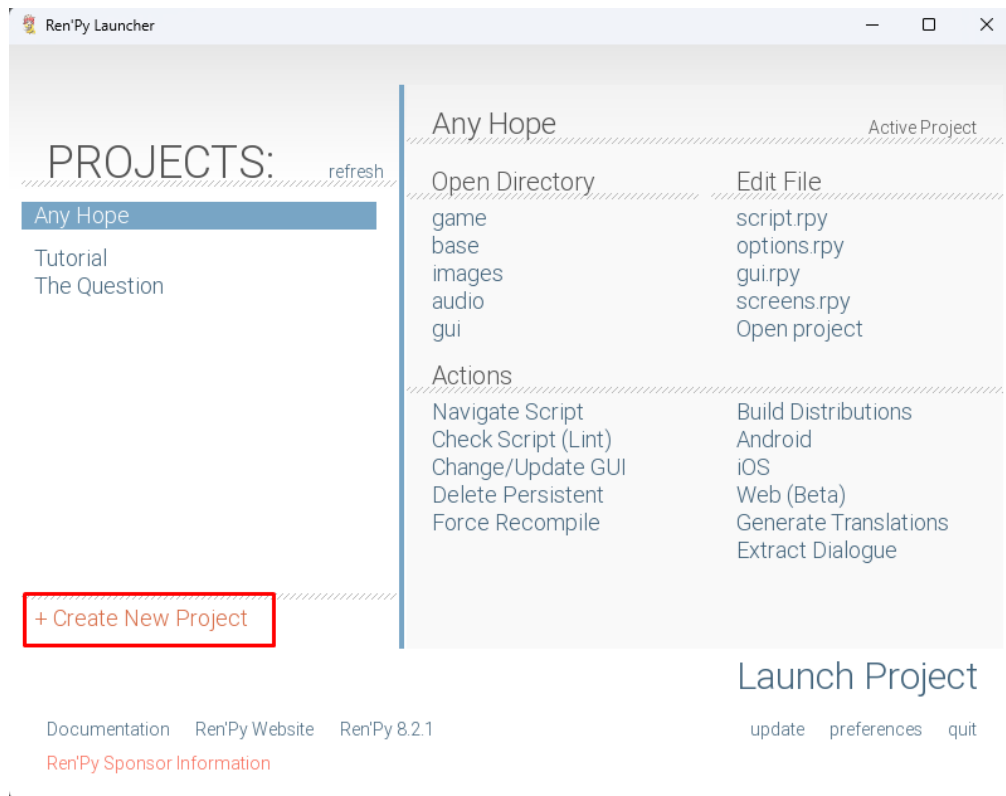 Ren'Py Launcher
PROJECTS:
refresh
Any Hope
Tutorial
The Question
+ Create New Project
Any Hope
Active Project
Open Directory
game
base
images
audio
gui
Edit File
script.rpy
options.rpy
gui.rpy
screens.rpy
Open project
Actions
Navigate Script
Check Script (Lint)
Change/Update GUI
Delete Persistent
Force Recompile
Build Distributions
Android
iOS
Web (Beta)
Generate Translations
Extract Dialogue
Launch Project
Documentation Ren'Py Website Ren'Py 8.2.1
update preferences quit
Ren'Py Sponsor Information